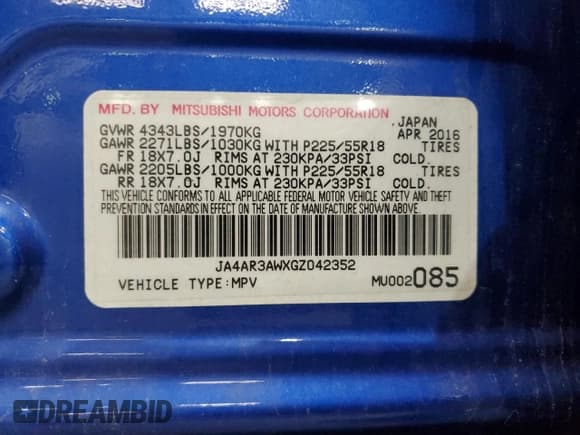 MFD. BY MITSUBISHI MOTORS CORPORATION .JAPAN
GVWR 4343LBS/1970KG APR 2016
GAWR 2271LBS/1030KG WITH P225/55R18 TIRES
FR 18X7.0J RIMS AT 230KPA/33PSI COLD.
GAWR 2205LBS/1000KG WITH P225/55R18 TIRES
RR 18X7.0J RIMS AT 230KPA/33PSI COLD.
THIS VEHICLE CONFORMS TO ALL APPLICABLE FEDERAL MOTOR VEHICLE SAFETY AND THEFT
PREVENTION STANDARDS IN EFFECT ON THE DATE OF MANUFACTURE SHOWN ABOVE.
JA4AR3AWXGZ042352
VEHICLE TYPE:MPV MU002085
DREAMBID